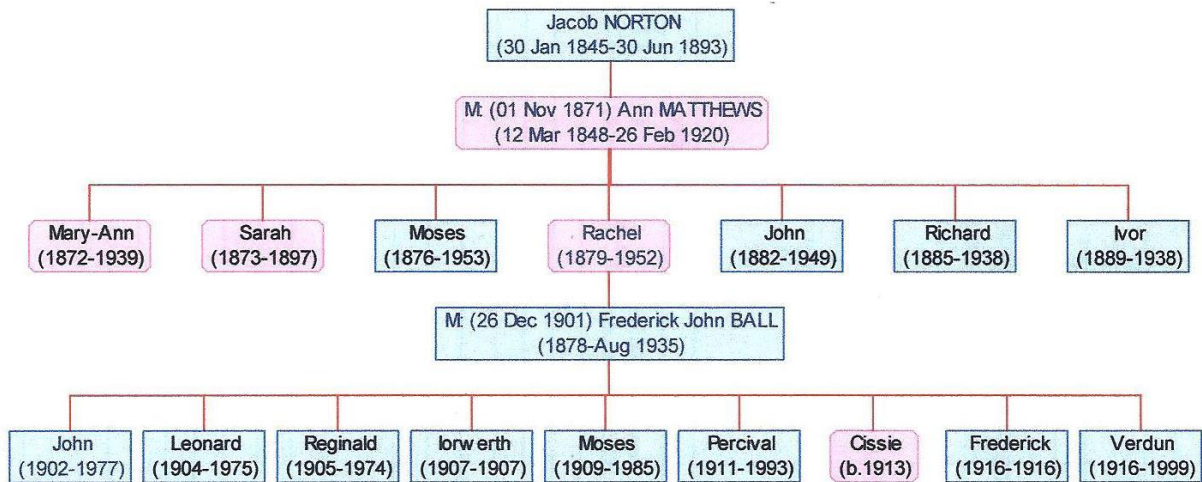 Jacob NORTON
(30 Jan 1845-30 Jun 1893)
M: (01 Nov 1871) Ann MATTHEWS
(12 Mar 1848-26 Feb 1920)
Mary-Ann
(1872-1939)
Sarah
(1873-1897)
Moses
(1876-1953)
Rachel
(1879-1952)
John
(1882-1949)
Richard
(1885-1938)
Ivor
(1889-1938)
M: (26 Dec 1901) Frederick John BALL
(1878-Aug 1935)
John
(1902-1977)
Leonard
(1904-1975)
Reginald
(1905-1974)
Iorwerth
(1907-1907)
Moses
(1909-1985)
Percival
(1911-1993)
Cissie
(b.1913)
Frederick
(1916-1916)
Verdun
(1916-1999)